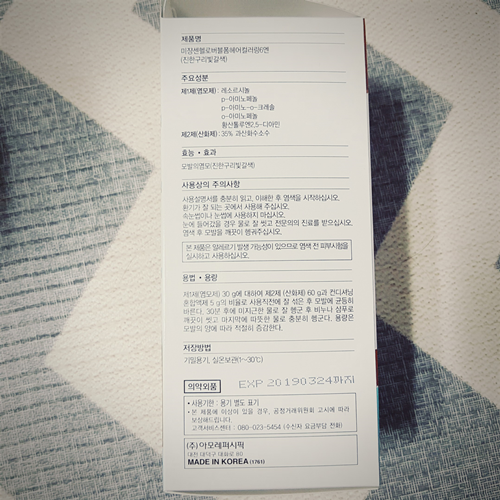 제품명
미쟝센헬로버블폼헤어컬러링6엔
(진한구리빛갈색)
주요성분
제1제(염모제) : 레소르시놀
p-아미노페놀
p-아미노-o-크레솔
o-아미노페놀
황산톨루엔2,5-디아민
제2제(산화제) : 35% 과산화수소수
효능 • 효과
모발의염모(진한구리빛갈색)
사용상의 주의사항
사용설명서를 충분히 읽고, 이해한 후 염색을 시작하십시오.
환기가 잘 되는 곳에서 사용해 주십시오.
속눈썹이나 눈썹에 사용하지 마십시오.
눈에 들어갔을 경우 물로 잘 씻고 전문의의 진료를 받으십시오.
염색 후 모발을 깨끗이 헹궈주십시오.
본 제품은 알레르기 발생 가능성이 있으므로 염색 전 피부시험을
실시하고 사용하십시오.
용법 • 용량
제1제(염모제) 30 g에 대하여 제2제 (산화제) 60 g과 컨디셔닝
혼합액제 5 g의 비율로 사용직전에 잘 섞은 후 모발에 균등히
바른다. 30분 후에 미지근한 물로 잘 헹군 후 비누나 샴푸로
깨끗이 씻고 마지막에 따뜻한 물로 충분히 헹군다. 용량은
모발의 양에 따라 적절히 증감한다.
저장방법
기밀용기, 실온보관(1~30℃)
의약외품 EXP 20190324까지
• 사용기한 : 용기 별도 표기
• 본 제품에 이상이 있을 경우, 공정거래위원회 고시에 따라
보상해드립니다.
고객서비스센터 : 080-023-5454 (수신자 요금부담 전화)
(주)아모레퍼시픽
대전 대덕구 대화로 80
MADE IN KOREA (1761)